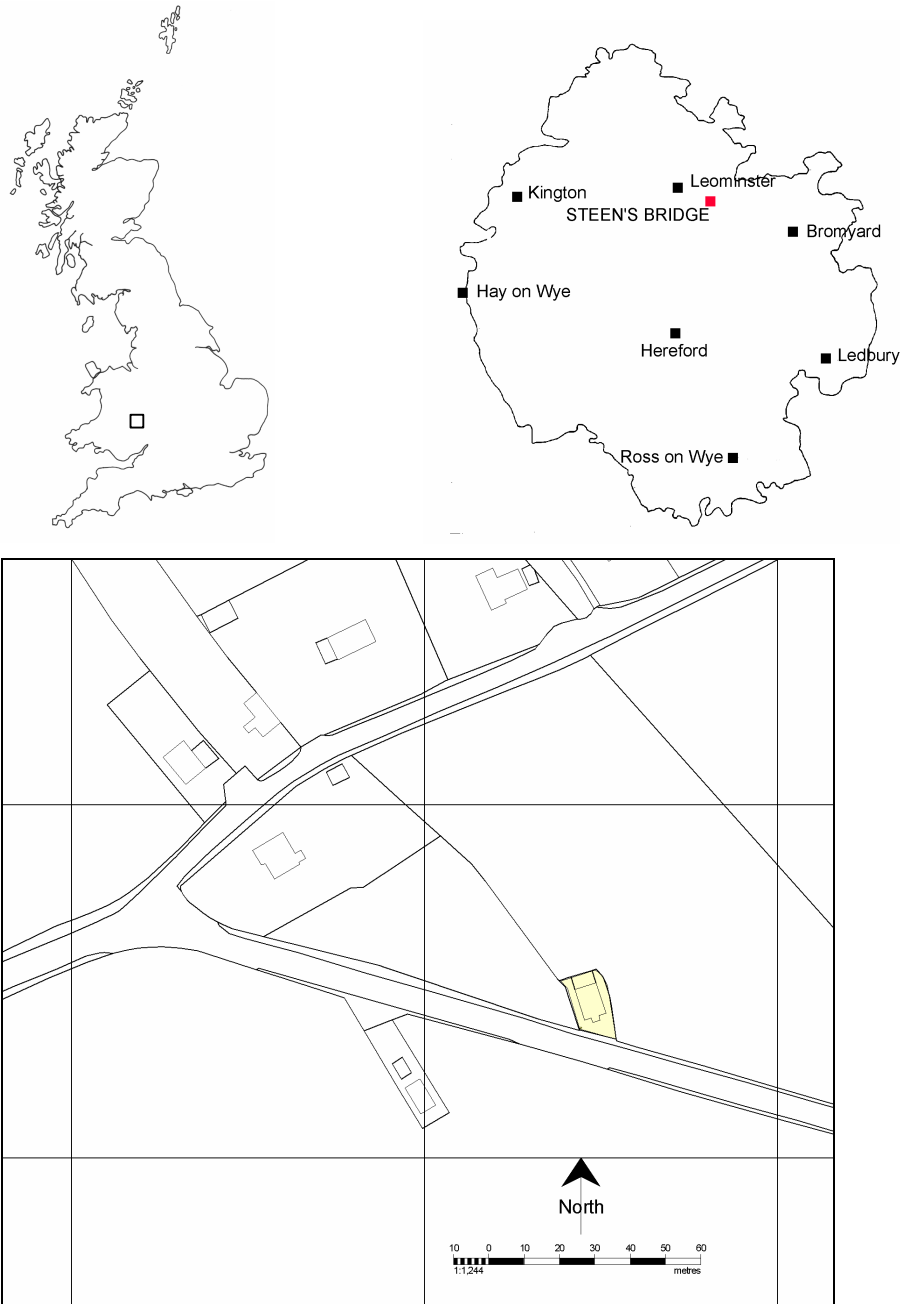 Kington
Leominster
STEEN'S BRIDGE
Bromyard
Hay on Wye
Hereford
Ledbury
Ross on Wye
North
10 0 10 20 30 40 50 60
1:1,244 metres